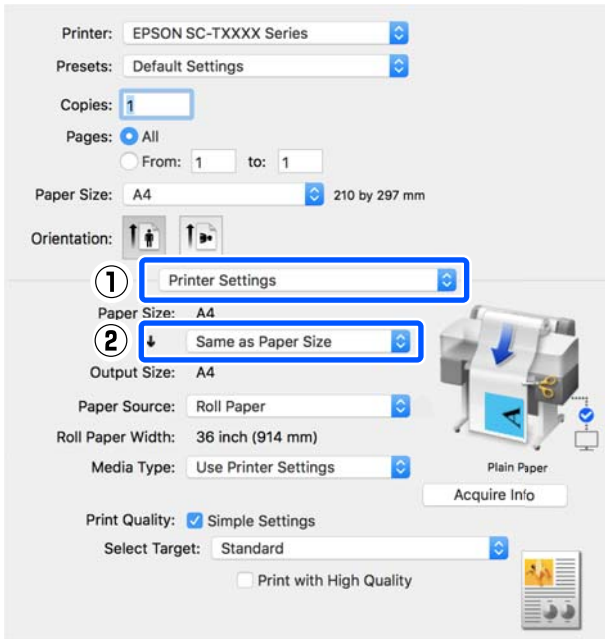 Printer: EPSON SC-TXXXX Series
Presets: Default Settings
Copies: 1
Pages: All
From: 1 to: 1
Paper Size: A4 210 by 297 mm
Orientation:
① Printer Settings
Paper Size: A4
② Same as Paper Size
Output Size: A4
Paper Source: Roll Paper
Roll Paper Width: 36 inch (914 mm)
Media Type: Use Printer Settings
Plain Paper
Acquire Info
Print Quality: Simple Settings
Select Target: Standard
Print with High Quality
A